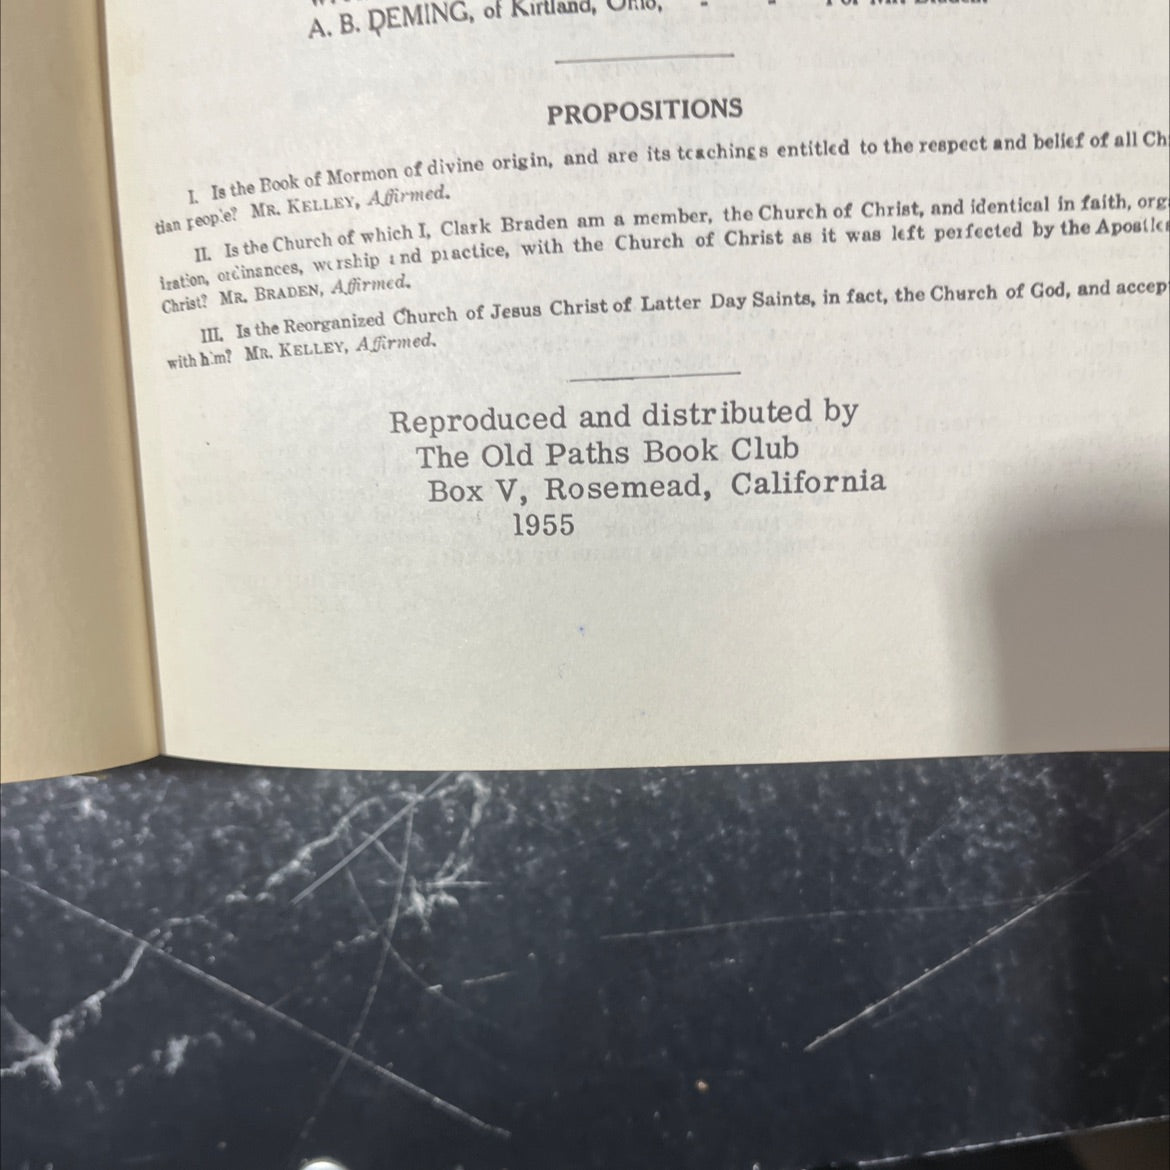 A. B. DEMING, of Kirtland, Ohio, - -
PROPOSITIONS
I. Is the Book of Mormon of divine origin, and are its teachings entitled to the respect and belief of all Ch
tian people? MR. KELLEY, Affirmed.
II. Is the Church of which I, Clark Braden am a member, the Church of Christ, and identical in faith, org
ization, ordinances, worship and practice, with the Church of Christ as it was left perfected by the Apostles
Christ? MR. BRADEN, Affirmed.
III. Is the Reorganized Church of Jesus Christ of Latter Day Saints, in fact, the Church of God, and accep
with him? MR. KELLEY, Affirmed.
Reproduced and distributed by
The Old Paths Book Club
Box V, Rosemead, California
1955